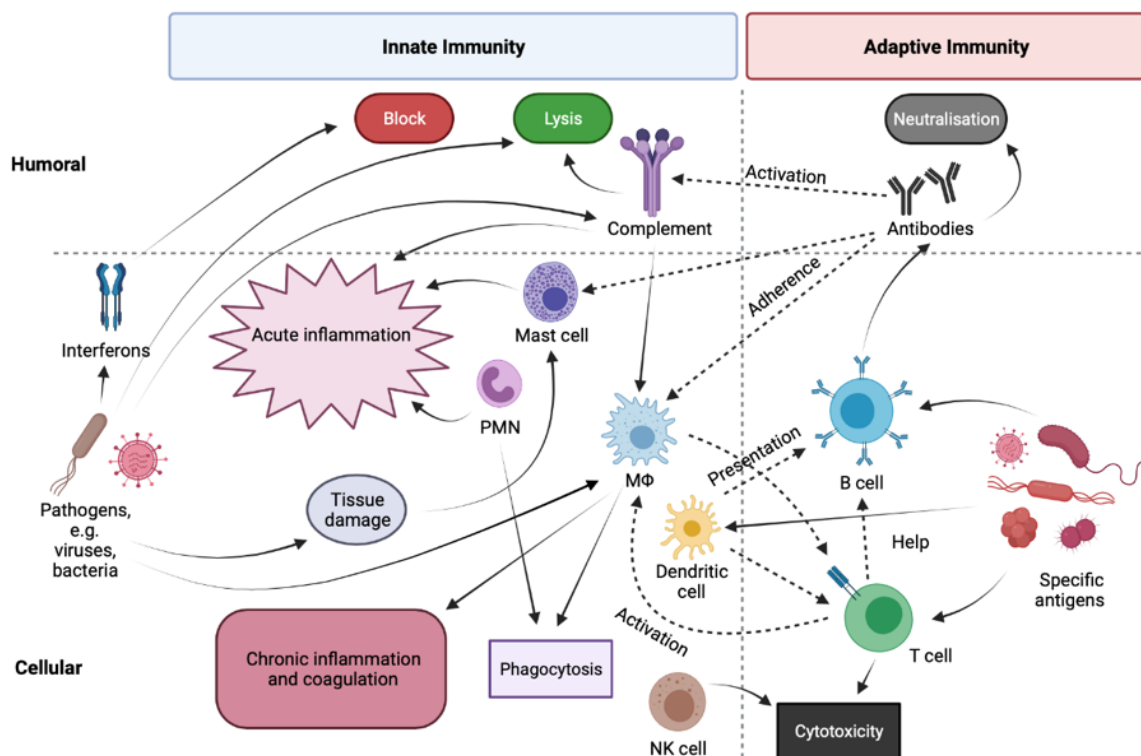 Innate Immunity
Adaptive Immunity
Block
Lysis
Neutralisation
Humoral
Activation
Complement
Antibodies
Adherence
Interferons
Acute inflammation
Mast cell
PMN
MΦ
Presentation
B cell
Pathogens,
e.g.
viruses,
bacteria
Tissue
damage
Dendritic
cell
Help
Specific
antigens
Activation
T cell
Cellular
Chronic inflammation
and coagulation
Phagocytosis
NK cell
Cytotoxicity